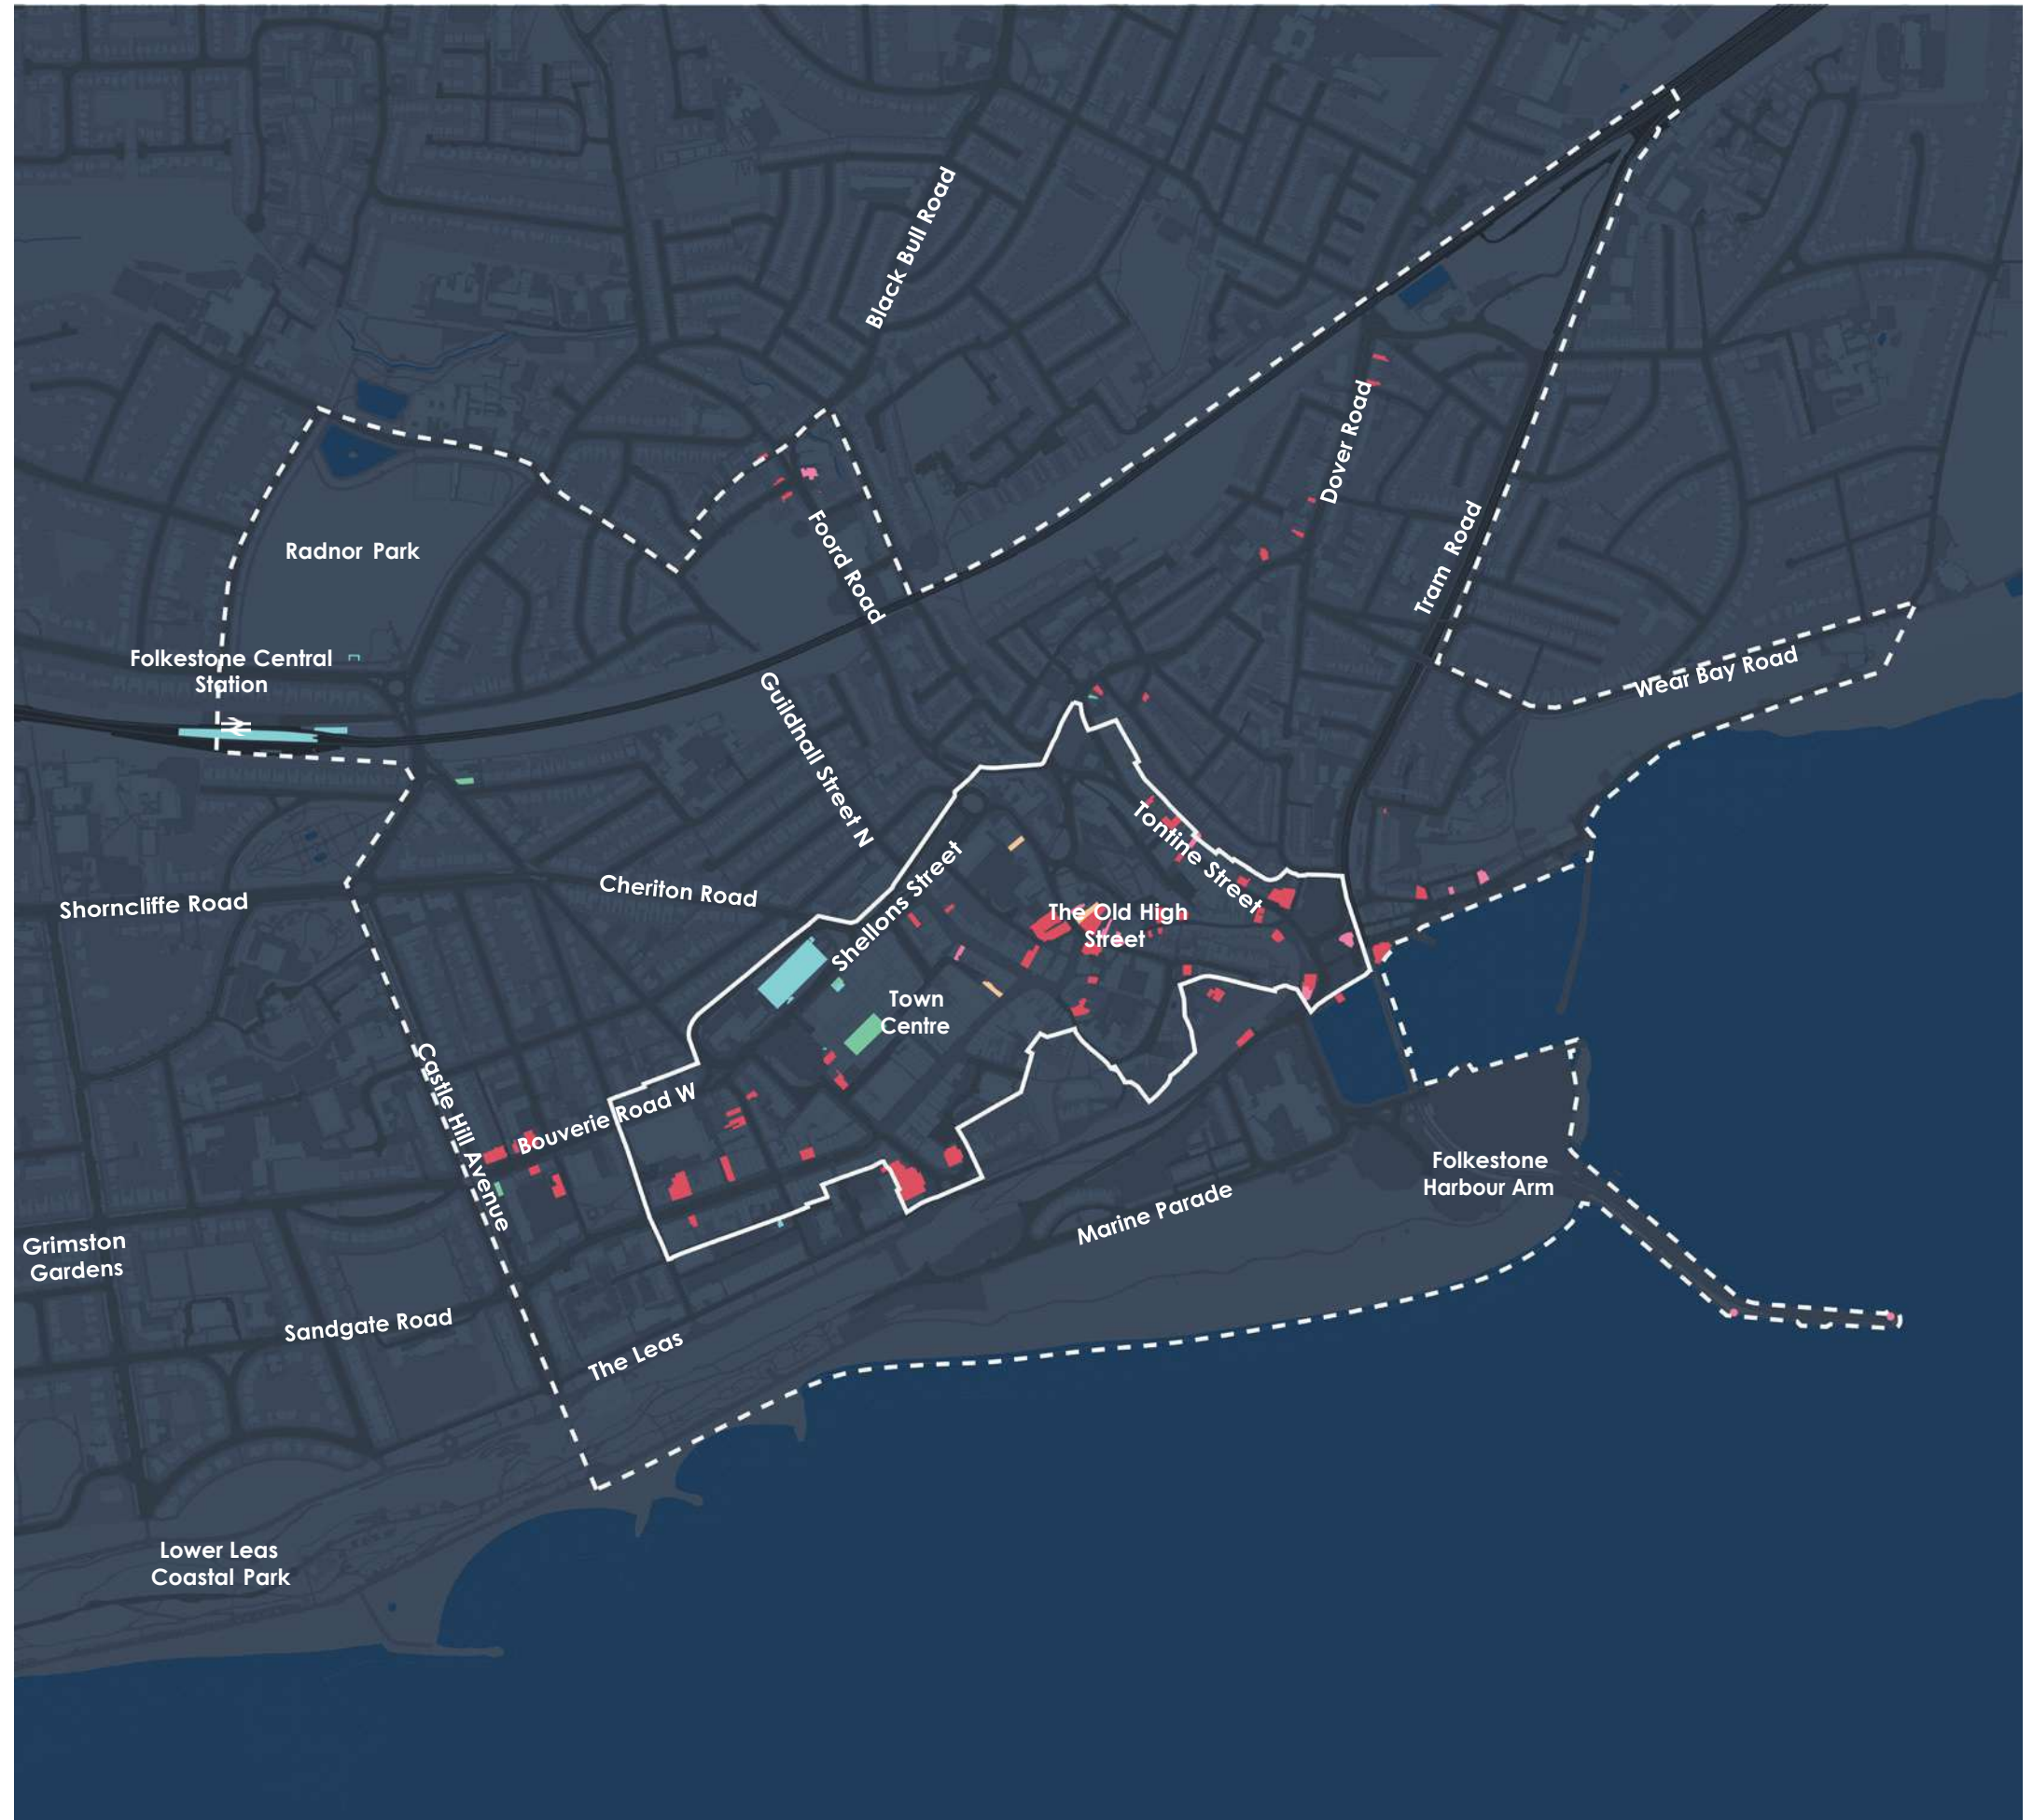 Black Bull Road
Dover Road
Radnor Park
Foord Road
Tram Road
Folkestone Central
Station
Wear Bay Road
Guildhall Street N
Tontine Street
Shellons Street
Cheriton Road
Shorncliffe Road
The Old High
Street
Town
Centre
Castle Hill Avenue
Bouverie Road W
Folkestone
Harbour Arm
Marine Parade
Grimston
Gardens
Sandgate Road
The Leas
Lower Leas
Coastal Park